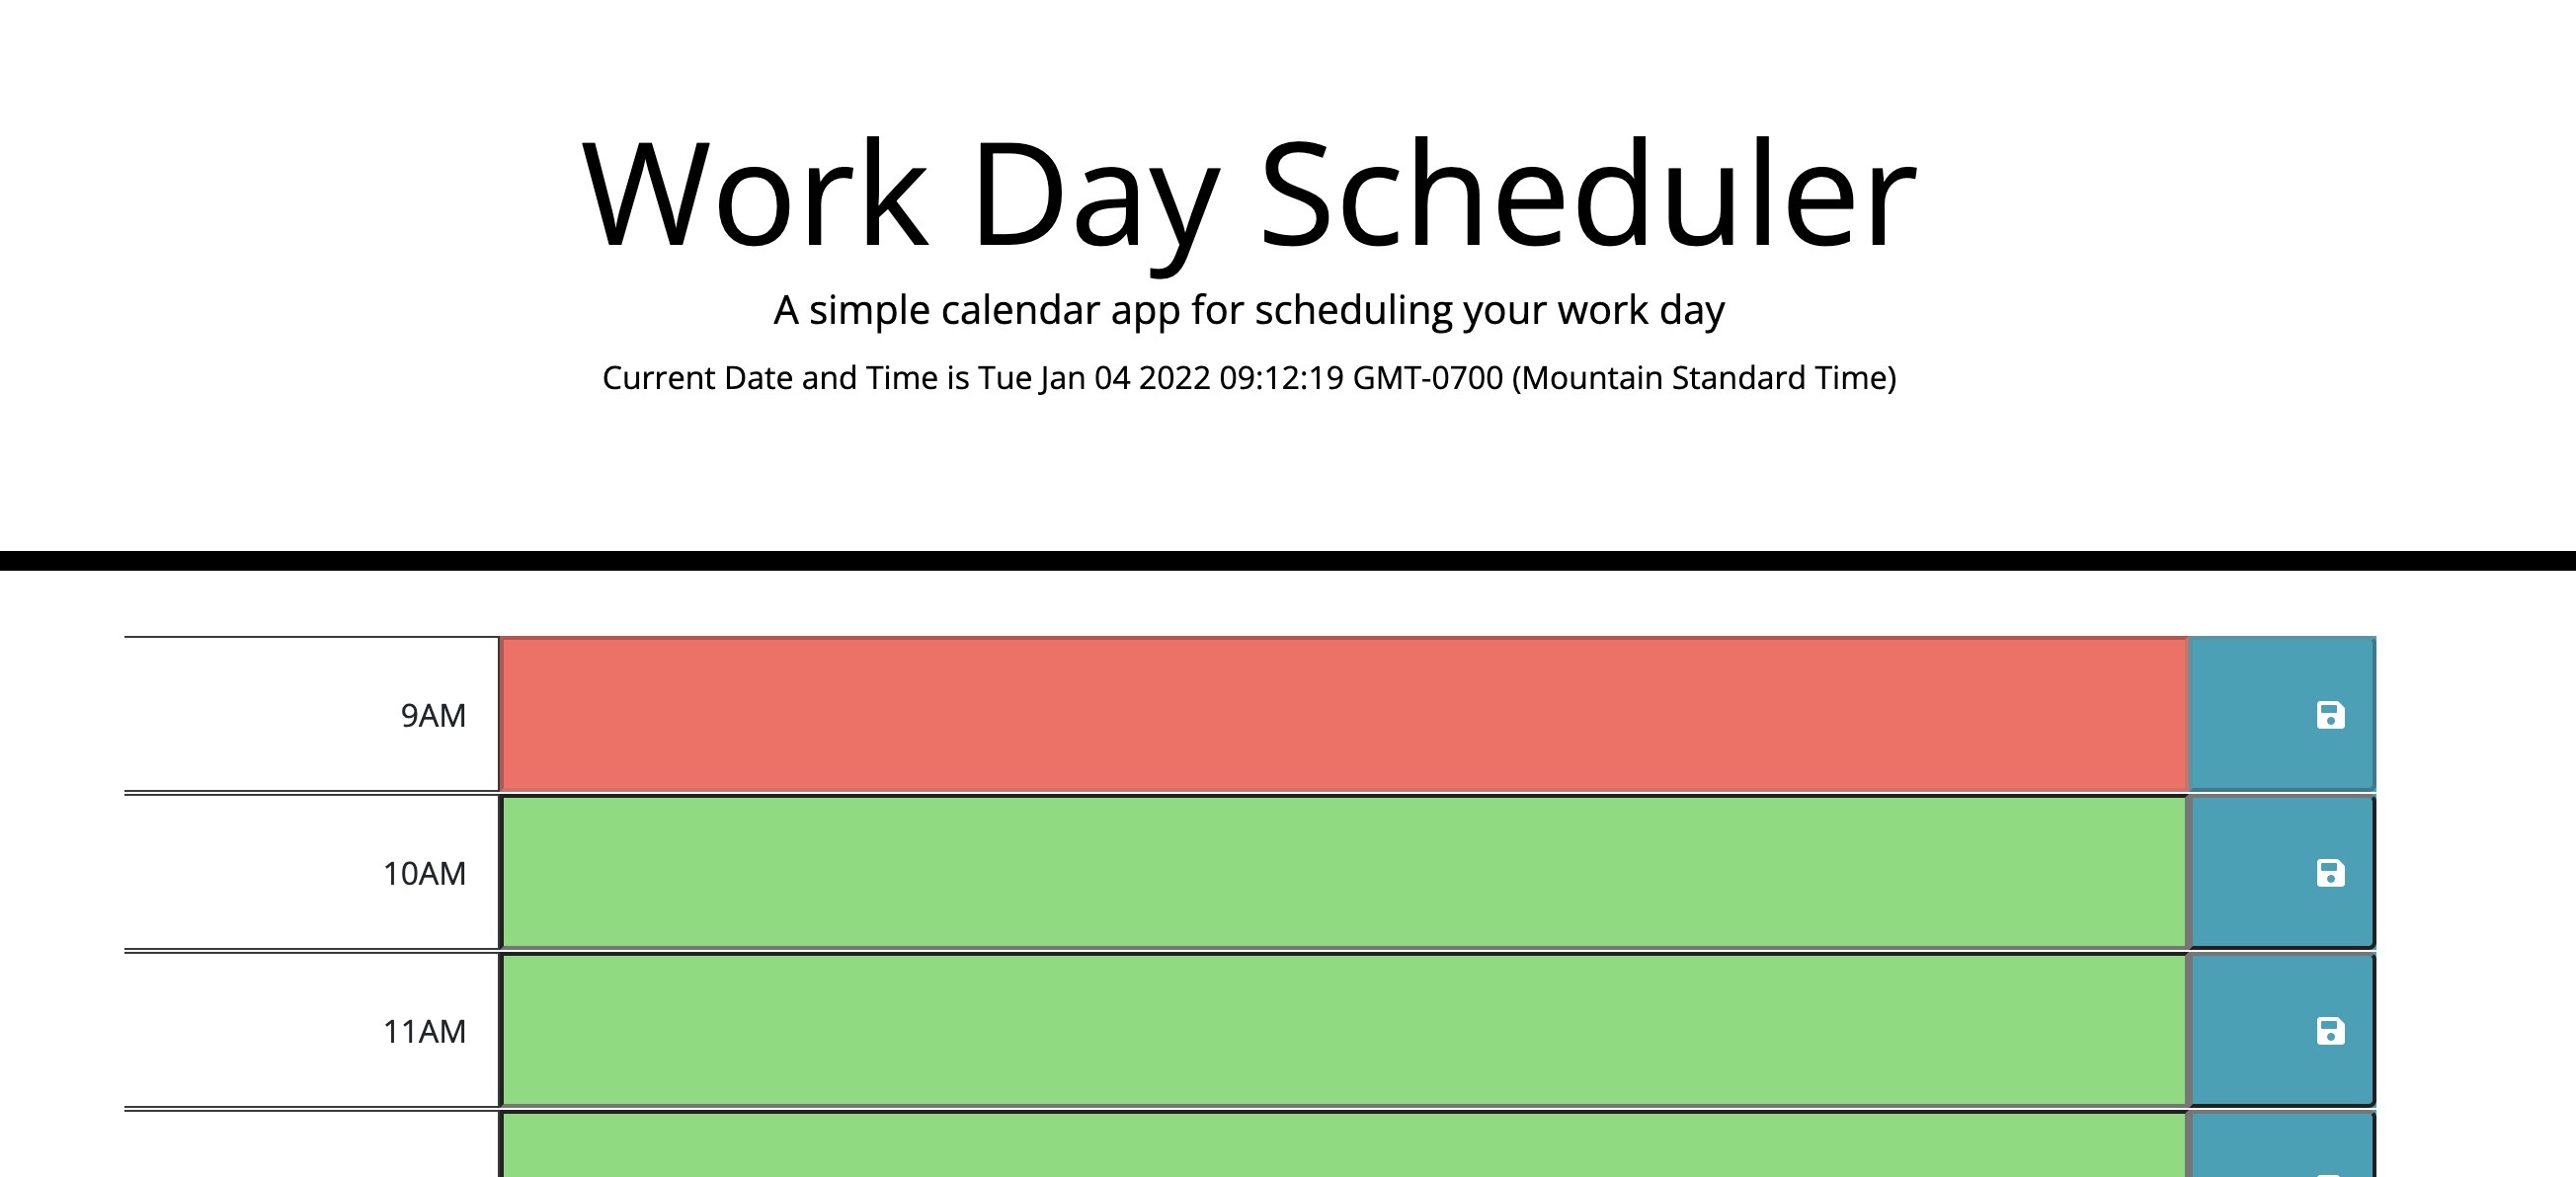 Work Day Scheduler
A simple calendar app for scheduling your work day
Current Date and Time is Tue Jan 04 2022 09:12:19 GMT-0700 (Mountain Standard Time)
9AM
10AM
11AM